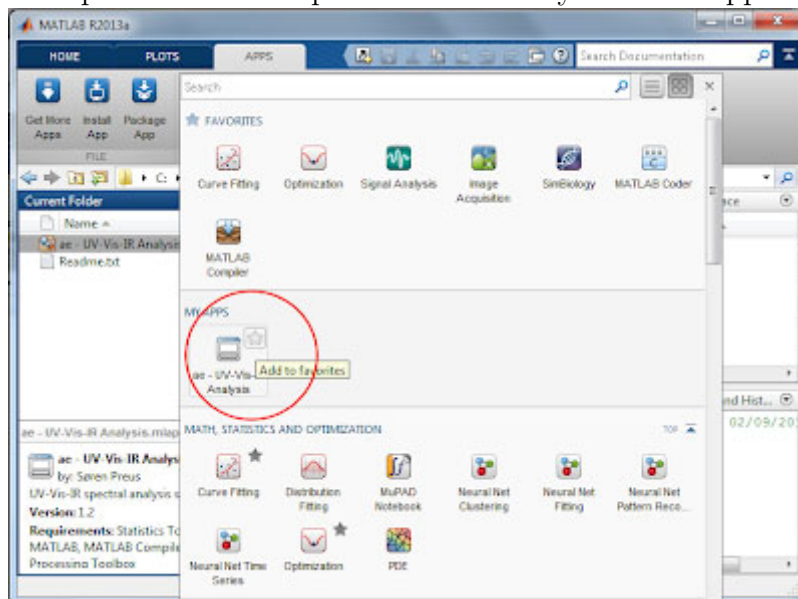 MATLAB R2013a
HOME PLOTS APPS Search Documentation
Get More Apps
Install App
Package App
FILE
Search
FAVORITES
Curve Fitting
Optimization
Signal Analysis
Image Acquisition
SimBiology
MATLAB Coder
MATLAB Compiler
C:
Current Folder
Name
ae - UV-Vis-IR Analysis
Readme.txt
MY APPS
ae - UV-Vis-
Analysis
Add to favorites
MATH, STATISTICS AND OPTIMIZATION
TOP
Curve Fitting
Distribution Fitting
MuPAD Notebook
Neural Net Clustering
Neural Net Fitting
Neural Net Pattern Reco...
Neural Net Time Series
Optimization
PDE
ae - UV-Vis-IR Analysis.mlap
ae - UV-Vis-IR Analys
by: Søren Preus
UV-Vis-IR spectral analysis s
Version: 1.2
Requirements: Statistics To
MATLAB, MATLAB Compile
Processing Toolbox
ace
nd Hist...
02/09/20